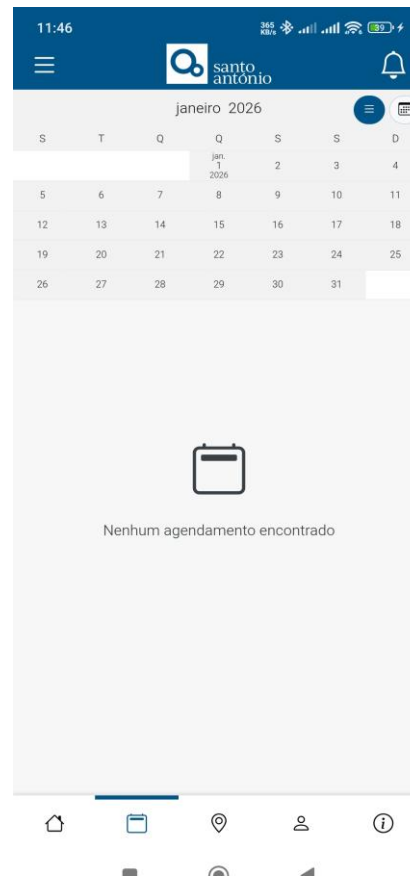 11:46
365
KB/s
39
santo
antónio
janeiro 2026
S T Q Q S S D
jan.
1 2 3 4
2026
5 6 7 8 9 10 11
12 13 14 15 16 17 18
19 20 21 22 23 24 25
26 27 28 29 30 31
Nenhum agendamento encontrado